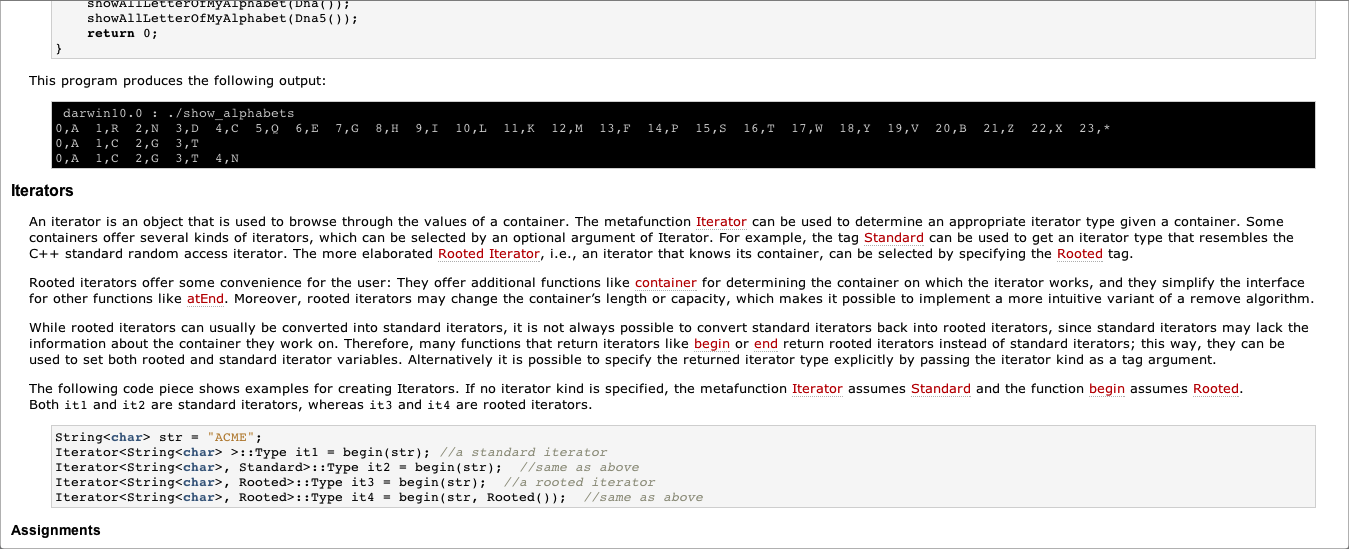 showAllLetterOfMyAlphabet(Dna());
showAllLetterOfMyAlphabet(Dna5());
return 0;
}
This program produces the following output:
darwin10.0 : ./show_alphabets
0,A 1,R 2,N 3,D 4,C 5,Q 6,E 7,G 8,H 9,I 10,L 11,K 12,M 13,F 14,P 15,S 16,T 17,W 18,Y 19,V 20,B 21,Z 22,X 23,*
0,A 1,C 2,G 3,T
0,A 1,C 2,G 3,T 4,N
Iterators
An iterator is an object that is used to browse through the values of a container. The metafunction Iterator can be used to determine an appropriate iterator type given a container. Some
containers offer several kinds of iterators, which can be selected by an optional argument of Iterator. For example, the tag Standard can be used to get an iterator type that resembles the
C++ standard random access iterator. The more elaborated Rooted Iterator, i.e., an iterator that knows its container, can be selected by specifying the Rooted tag.
Rooted iterators offer some convenience for the user: They offer additional functions like container for determining the container on which the iterator works, and they simplify the interface
for other functions like atEnd. Moreover, rooted iterators may change the container's length or capacity, which makes it possible to implement a more intuitive variant of a remove algorithm.
While rooted iterators can usually be converted into standard iterators, it is not always possible to convert standard iterators back into rooted iterators, since standard iterators may lack the
information about the container they work on. Therefore, many functions that return iterators like begin or end return rooted iterators instead of standard iterators; this way, they can be
used to set both rooted and standard iterator variables. Alternatively it is possible to specify the returned iterator type explicitly by passing the iterator kind as a tag argument.
The following code piece shows examples for creating Iterators. If no iterator kind is specified, the metafunction Iterator assumes Standard and the function begin assumes Rooted.
Both it1 and it2 are standard iterators, whereas it3 and it4 are rooted iterators.
String<char> str = "ACME";
Iterator<String<char> >::Type it1 = begin(str); //a standard iterator
Iterator<String<char>, Standard>::Type it2 = begin(str); //same as above
Iterator<String<char>, Rooted>::Type it3 = begin(str); //a rooted iterator
Iterator<String<char>, Rooted>::Type it4 = begin(str, Rooted()); //same as above
Assignments